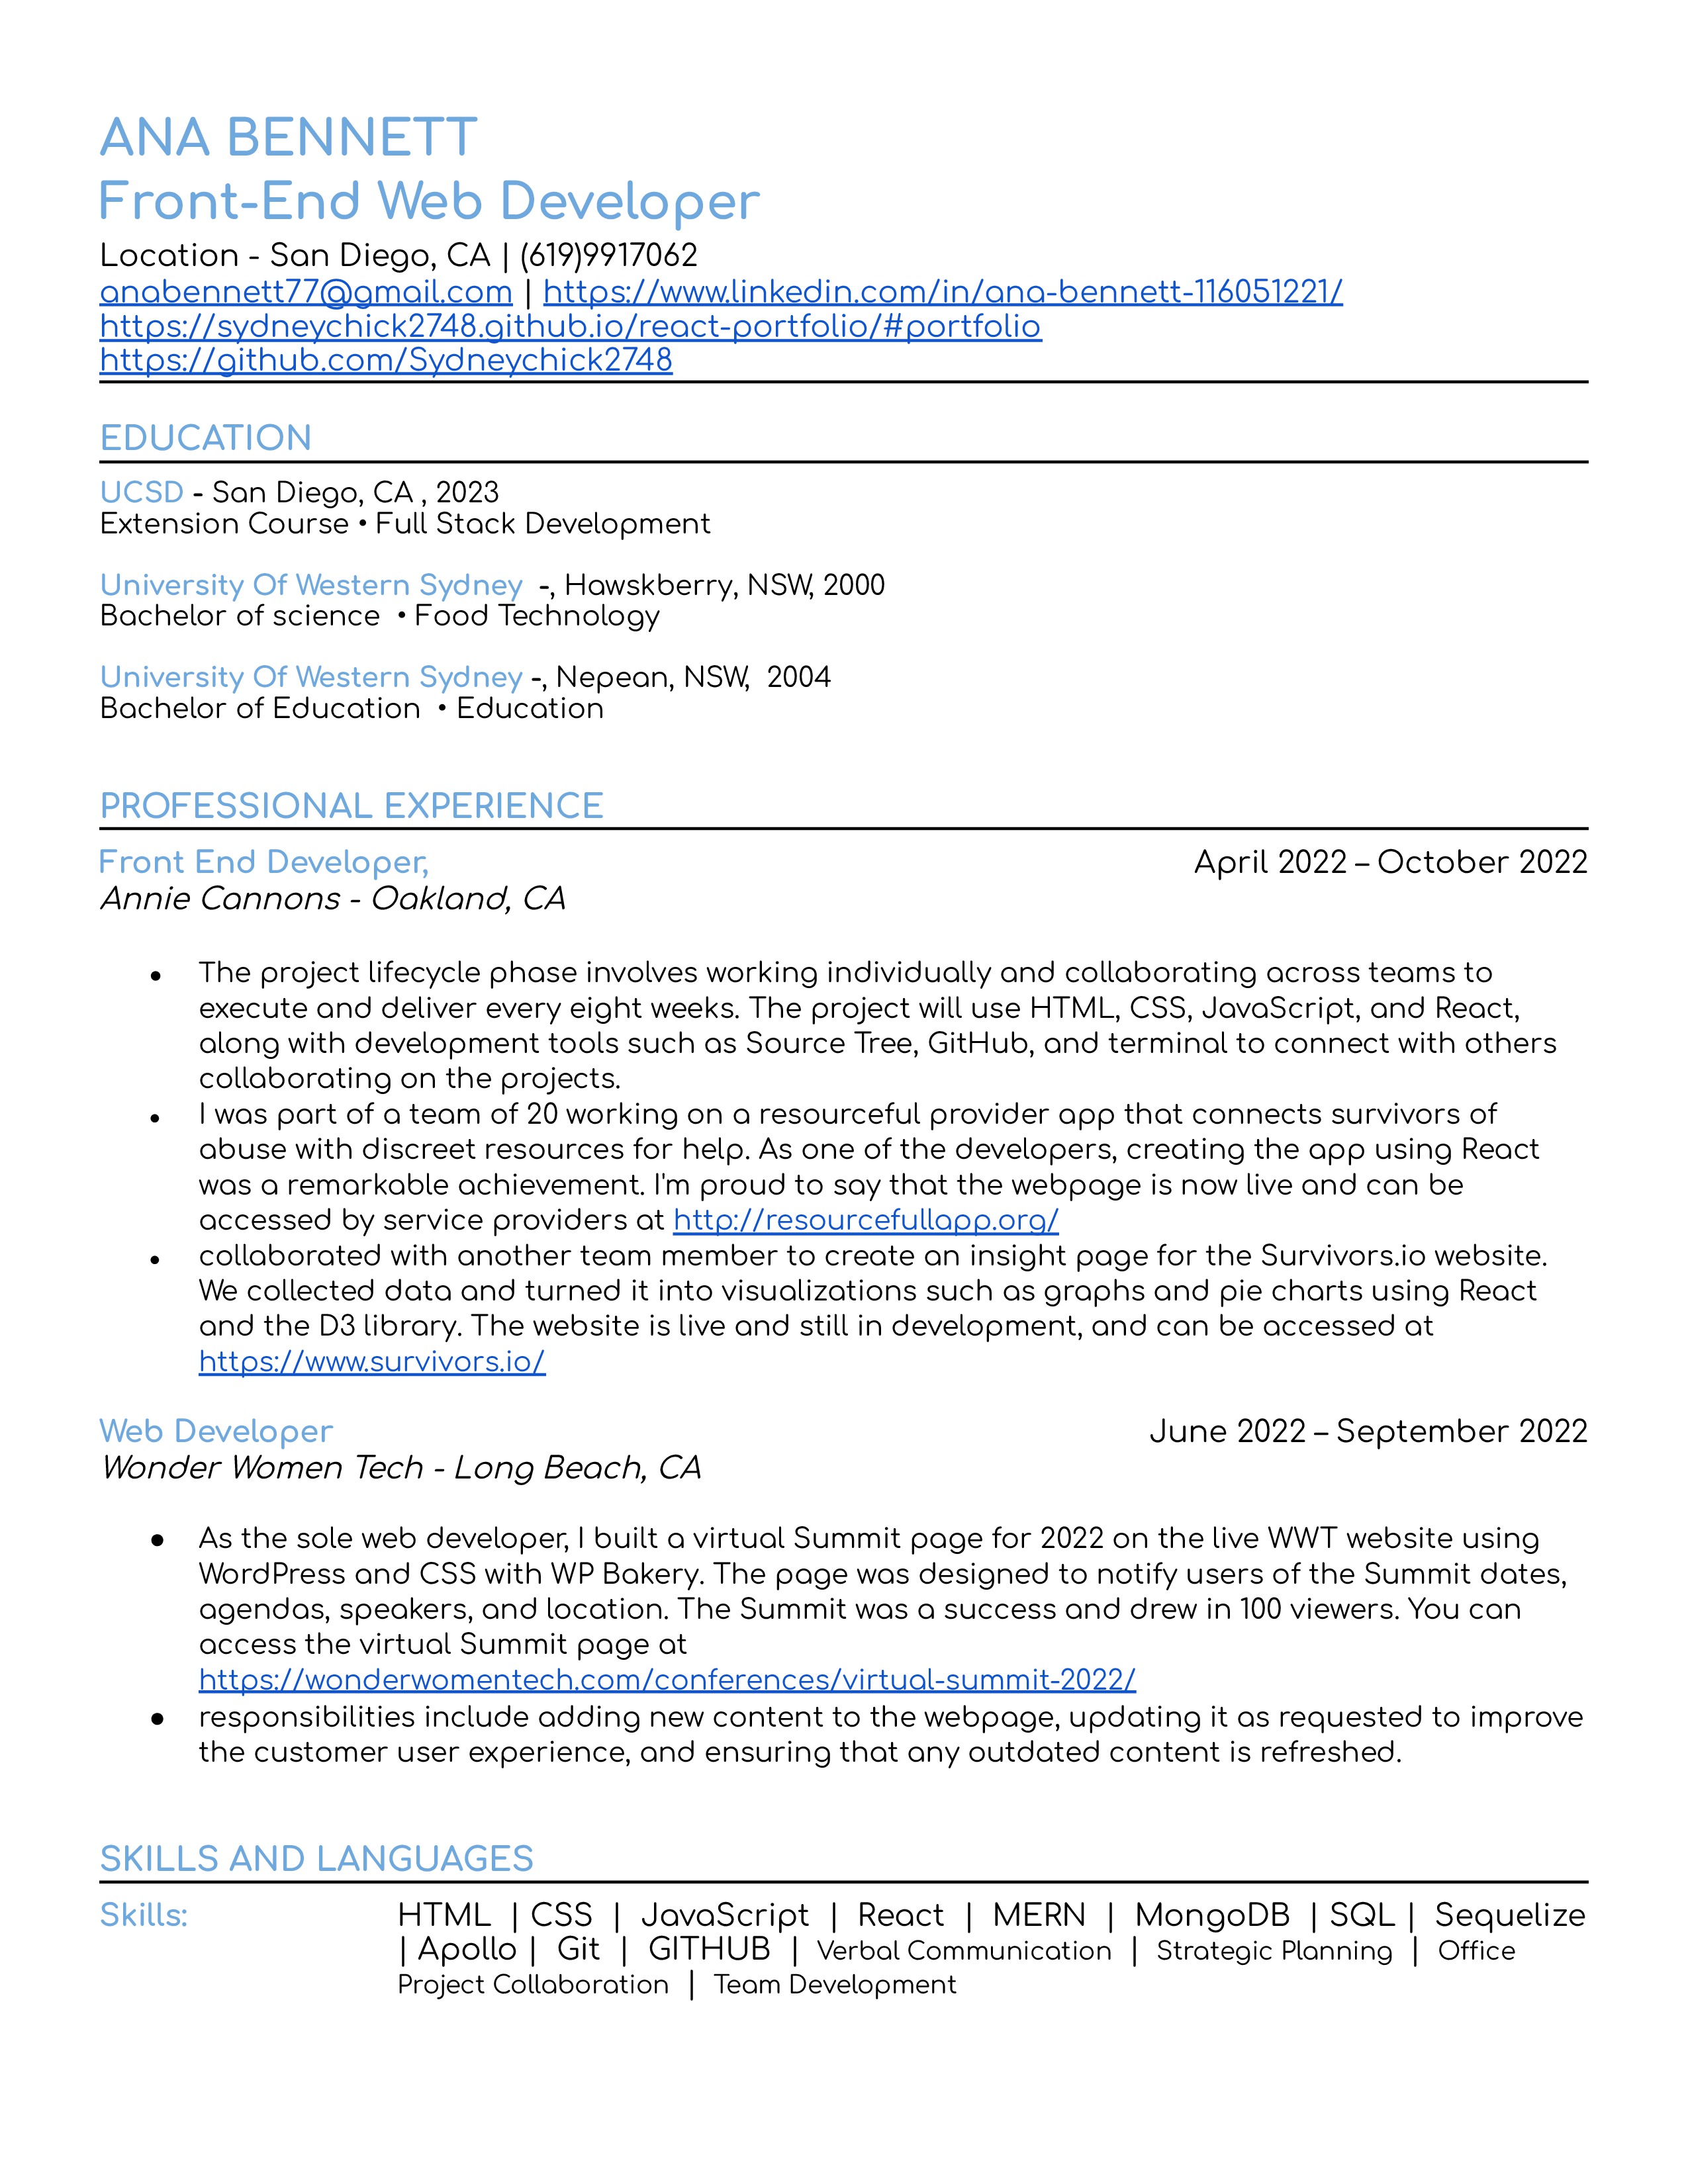 ANA BENNETT
Front-End Web Developer
Location - San Diego, CA | (619)9917062
anabennett77@gmail.com | https://www.linkedin.com/in/ana-bennett-116051221/
https://sydneychick2748.github.io/react-portfolio/#portfolio
https://github.com/Sydneychick2748
EDUCATION
UCSD - San Diego, CA , 2023
Extension Course • Full Stack Development
University Of Western Sydney -, Hawskberry, NSW, 2000
Bachelor of science • Food Technology
University Of Western Sydney -, Nepean, NSW, 2004
Bachelor of Education • Education
PROFESSIONAL EXPERIENCE
Front End Developer, April 2022 – October 2022
Annie Cannons - Oakland, CA
● The project lifecycle phase involves working individually and collaborating across teams to
execute and deliver every eight weeks. The project will use HTML, CSS, JavaScript, and React,
along with development tools such as Source Tree, GitHub, and terminal to connect with others
collaborating on the projects.
● I was part of a team of 20 working on a resourceful provider app that connects survivors of
abuse with discreet resources for help. As one of the developers, creating the app using React
was a remarkable achievement. I'm proud to say that the webpage is now live and can be
accessed by service providers at http://resourcefullapp.org/
● collaborated with another team member to create an insight page for the Survivors.io website.
We collected data and turned it into visualizations such as graphs and pie charts using React
and the D3 library. The website is live and still in development, and can be accessed at
https://www.survivors.io/
Web Developer June 2022 – September 2022
Wonder Women Tech - Long Beach, CA
● As the sole web developer, I built a virtual Summit page for 2022 on the live WWT website using
WordPress and CSS with WP Bakery. The page was designed to notify users of the Summit dates,
agendas, speakers, and location. The Summit was a success and drew in 100 viewers. You can
access the virtual Summit page at
https://wonderwomentech.com/conferences/virtual-summit-2022/
● responsibilities include adding new content to the webpage, updating it as requested to improve
the customer user experience, and ensuring that any outdated content is refreshed.
SKILLS AND LANGUAGES
Skills: HTML | CSS | JavaScript | React | MERN | MongoDB | SQL | Sequelize
| Apollo | Git | GITHUB | Verbal Communication | Strategic Planning | Office
Project Collaboration | Team Development